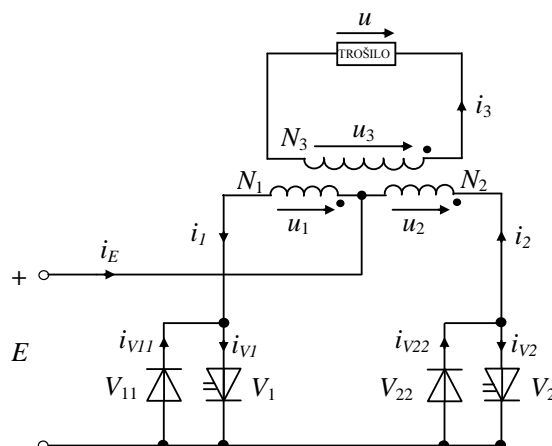 u
TROŠILO
i3
N3 u3
N1 N2
u1 u2
i1 i2
iE
+
E
iV11 iV1 iV22 iV2
V11 V1 V22 V2